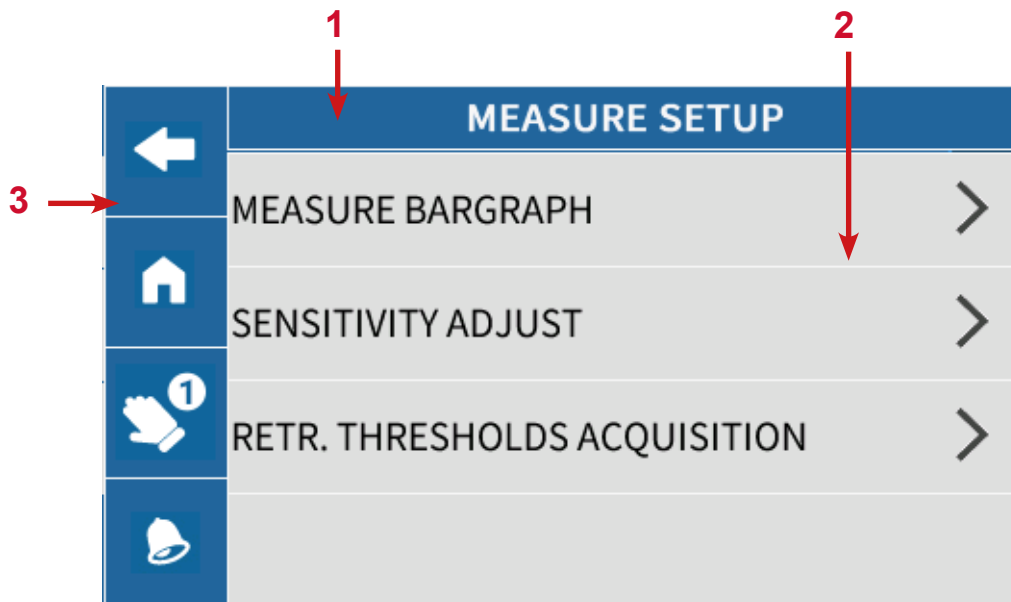 1
2
MEASURE SETUP
3
MEASURE BARGRAPH
SENSITIVITY ADJUST
1
RETR. THRESHOLDS ACQUISITION